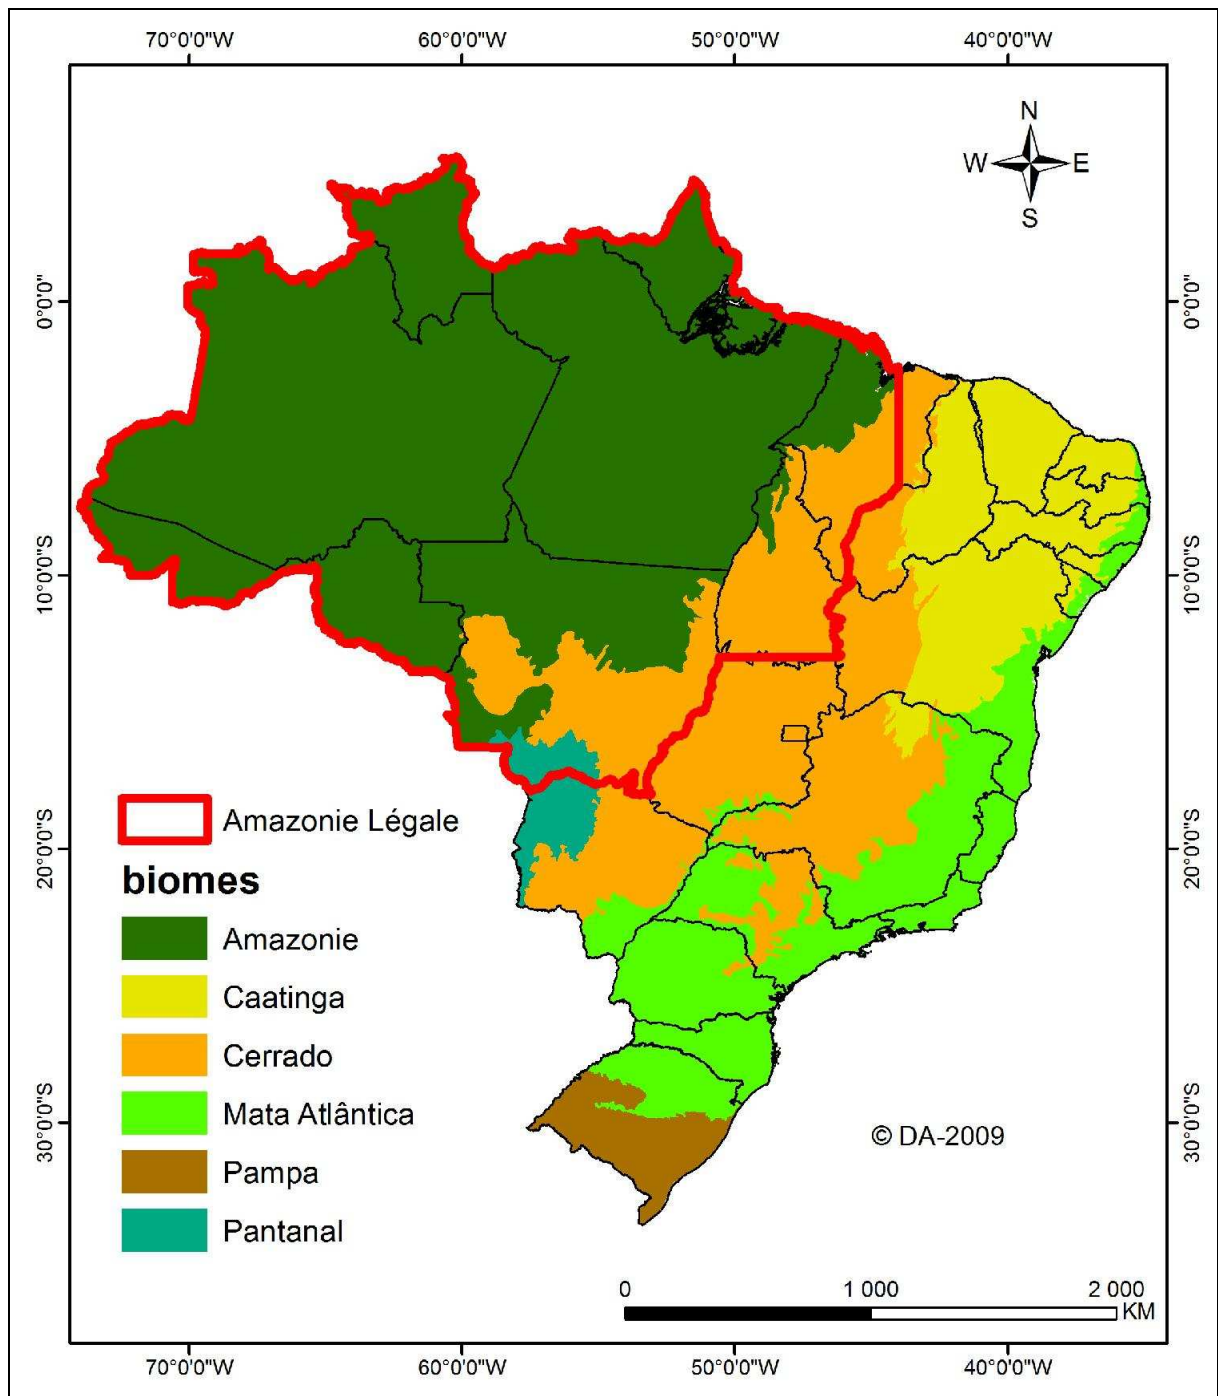 70°0'0"W 60°0'0"W 50°0'0"W 40°0'0"W
N
W E
S
0°0'0" 0°0'0"
10°0'0"S 10°0'0"S
20°0'0"S 20°0'0"S
30°0'0"S 30°0'0"S
Amazonie Légale
biomes
Amazonie
Caatinga
Cerrado
Mata Atlântica
Pampa
Pantanal
© DA-2009
0 1 000 2 000
KM
70°0'0"W 60°0'0"W 50°0'0"W 40°0'0"W